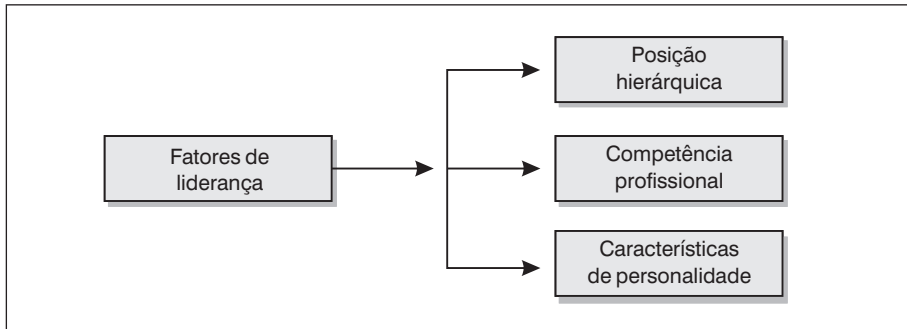 Posição
hierárquica
Fatores de
liderança
Competência
profissional
Características
de personalidade